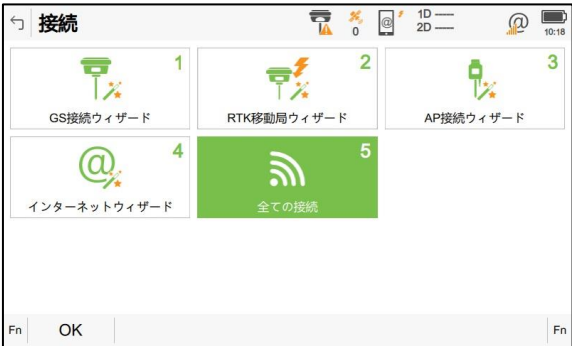 接続
0
@
1D ----
2D ----
@
10:18
1
GS接続ウィザード
2
RTK移動局ウィザード
3
AP接続ウィザード
4
@
インターネットウィザード
5
全ての接続
Fn
OK
Fn